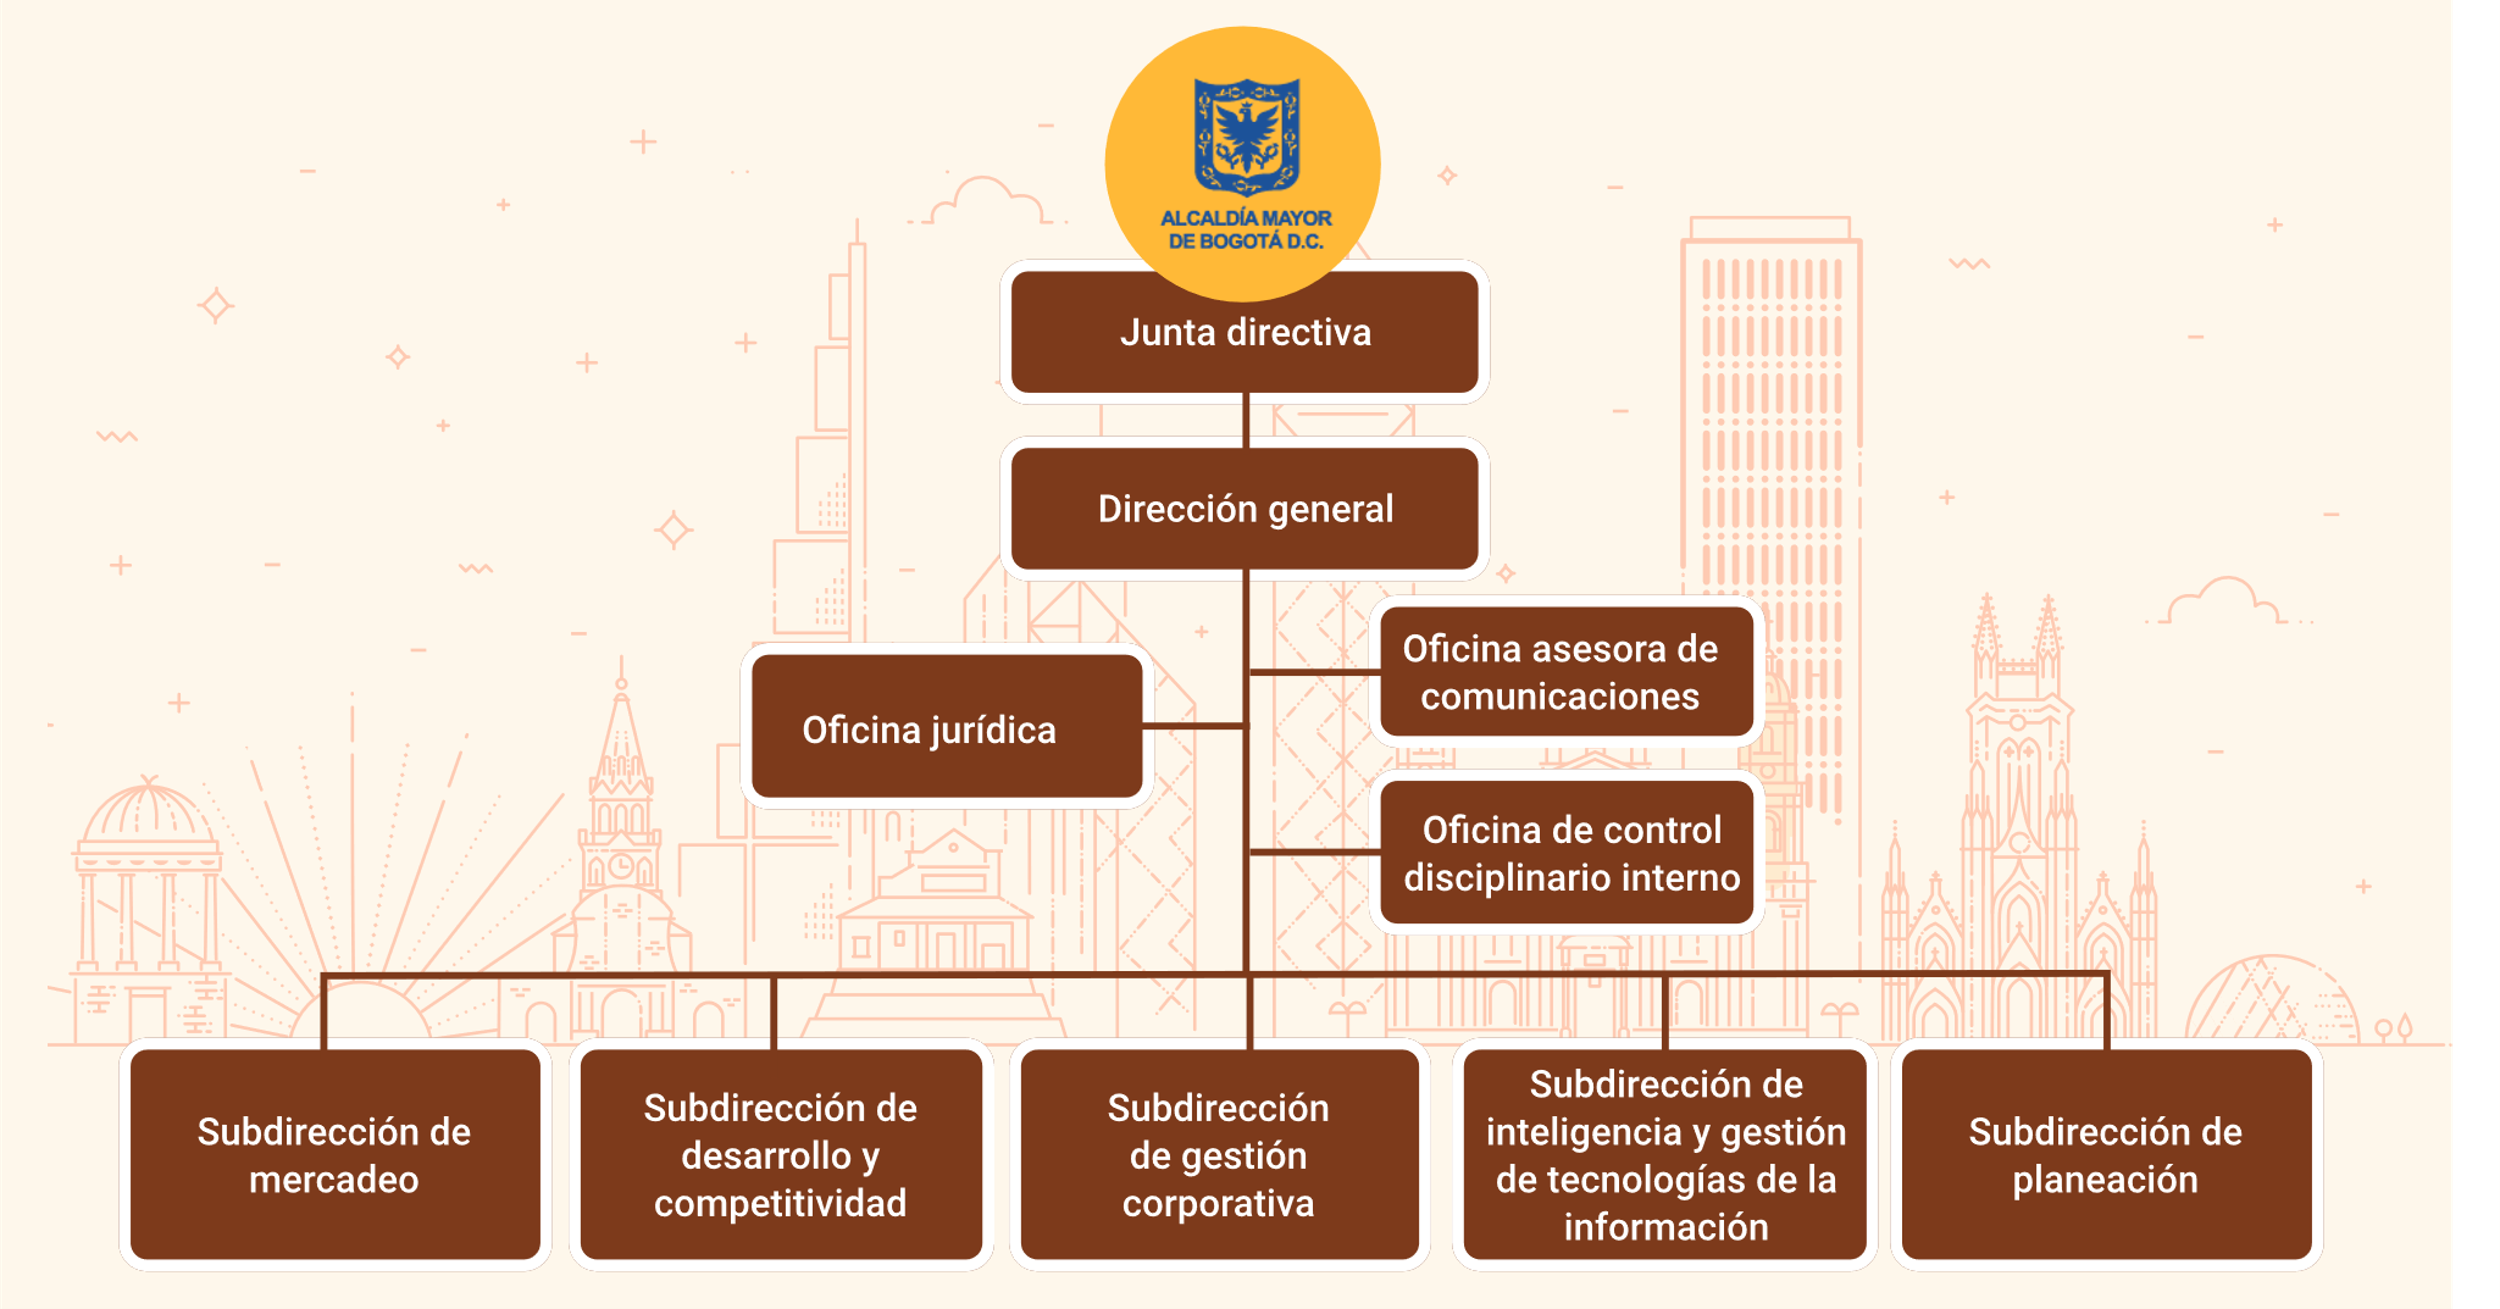 ALCALDÍA MAYOR
DE BOGOTÁ D.C.
Junta directiva
Dirección general
Oficina asesora de
comunicaciones
Oficina jurídica
Oficina de control
disciplinario interno
Subdirección de
mercadeo
Subdirección de
desarrollo y
competitividad
Subdirección
de gestión
corporativa
Subdirección de
inteligencia y gestión
de tecnologías de la
información
Subdirección de
planeación